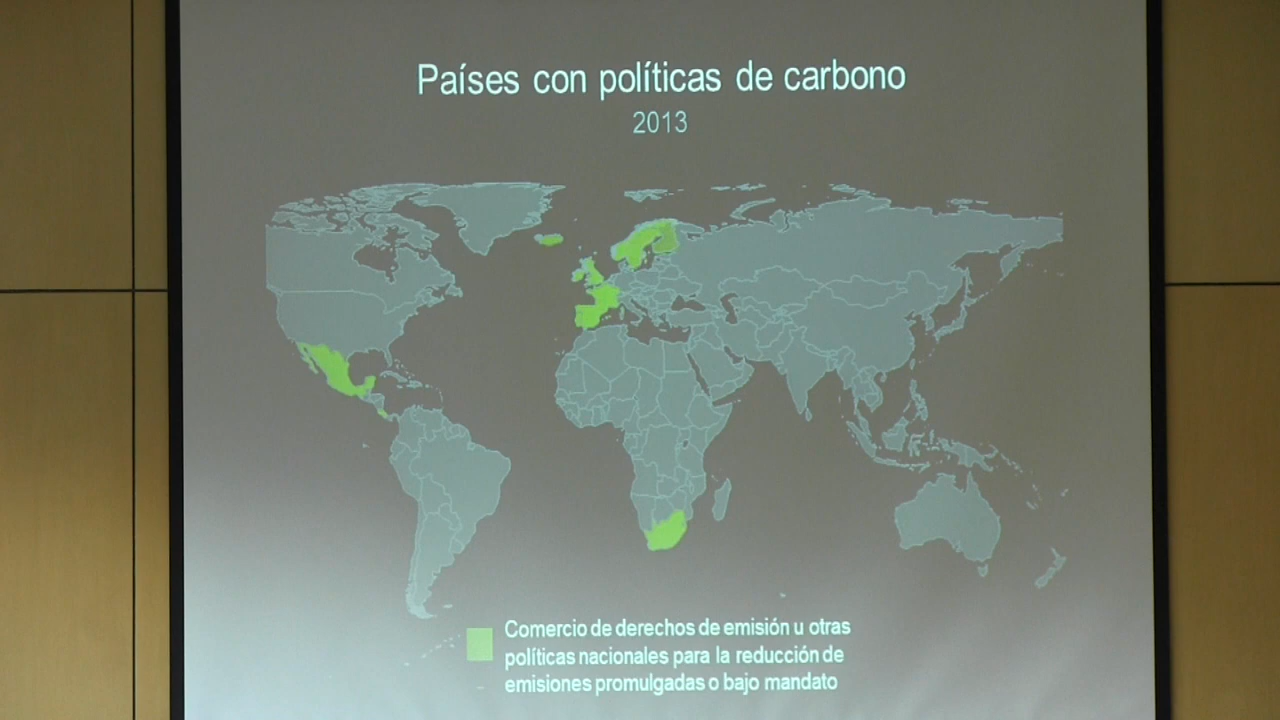 Países con políticas de carbono
2013
Comercio de derechos de emisión u otras
políticas nacionales para la reducción de
emisiones promulgadas o bajo mandato